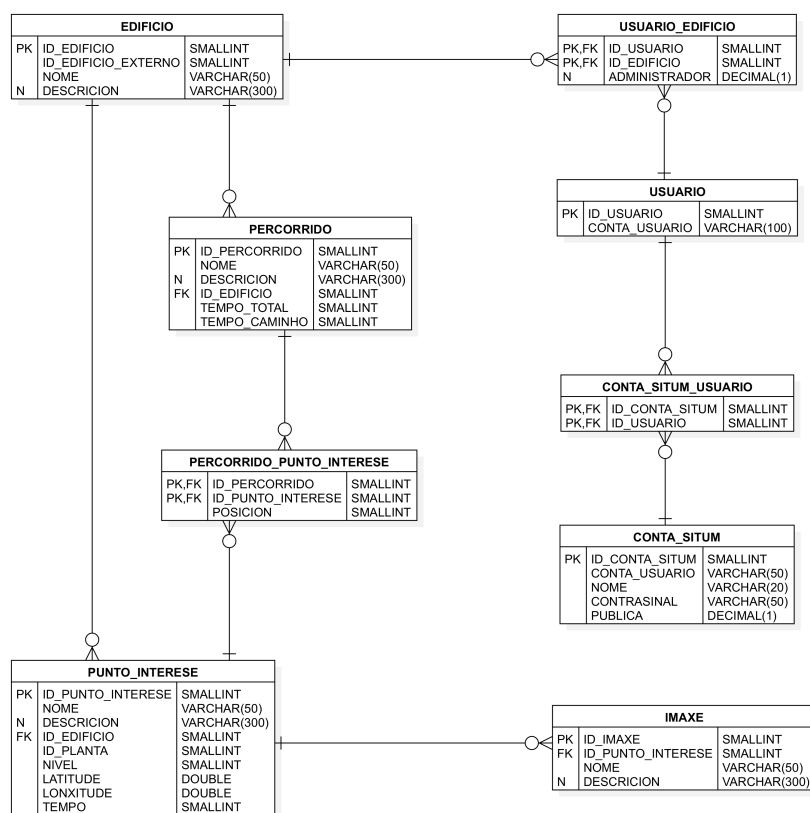 EDIFICIO
PK ID_EDIFICIO SMALLINT
ID_EDIFICIO_EXTERNO SMALLINT
NOME VARCHAR(50)
N DESCRICION VARCHAR(300)
USUARIO_EDIFICIO
PK,FK ID_USUARIO SMALLINT
PK,FK ID_EDIFICIO SMALLINT
N ADMINISTRADOR DECIMAL(1)
USUARIO
PK ID_USUARIO SMALLINT
CONTA_USUARIO VARCHAR(100)
PERCORRIDO
PK ID_PERCORRIDO SMALLINT
NOME VARCHAR(50)
N DESCRICION VARCHAR(300)
FK ID_EDIFICIO SMALLINT
TEMPO_TOTAL SMALLINT
TEMPO_CAMINHO SMALLINT
CONTA_SITUM_USUARIO
PK,FK ID_CONTA_SITUM SMALLINT
PK,FK ID_USUARIO SMALLINT
PERCORRIDO_PUNTO_INTERESE
PK,FK ID_PERCORRIDO SMALLINT
PK,FK ID_PUNTO_INTERESE SMALLINT
POSICION SMALLINT
CONTA_SITUM
PK ID_CONTA_SITUM SMALLINT
CONTA_USUARIO VARCHAR(50)
NOME VARCHAR(20)
CONTRASINAL VARCHAR(50)
PUBLICA DECIMAL(1)
PUNTO_INTERESE
PK ID_PUNTO_INTERESE SMALLINT
NOME VARCHAR(50)
N DESCRICION VARCHAR(300)
FK ID_EDIFICIO SMALLINT
ID_PLANTA SMALLINT
NIVEL SMALLINT
LATITUDE DOUBLE
LONXITUDE DOUBLE
TEMPO SMALLINT
IMAXE
PK ID_IMAXE SMALLINT
FK ID_PUNTO_INTERESE SMALLINT
NOME VARCHAR(50)
N DESCRICION VARCHAR(300)